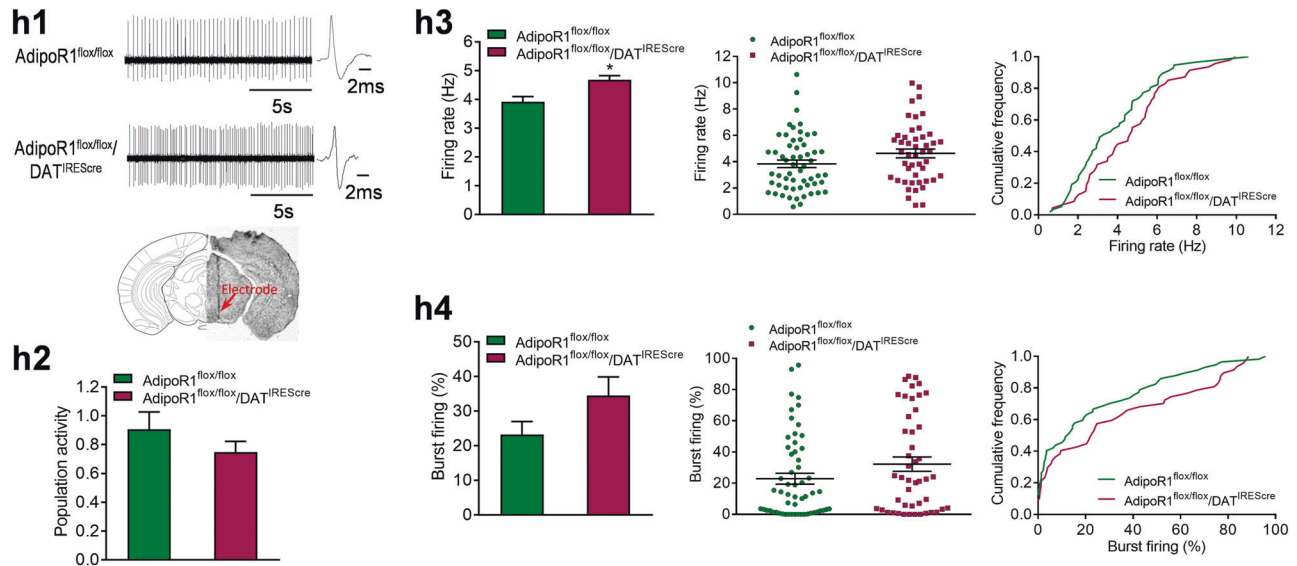 h1
AdipoR1flox/flox
2ms
5s
AdipoR1flox/flox/
DATIREScre
2ms
5s
Electrode
h2
AdipoR1flox/flox
AdipoR1flox/flox/DATIREScre
Population activity
1.2
1.0
0.8
0.6
0.4
0.2
0.0
h3
AdipoR1flox/flox
AdipoR1flox/flox/DATIREScre
Firing rate (Hz)
6
5
4
3
2
1
0
*
AdipoR1flox/flox
AdipoR1flox/flox/DATIREScre
Firing rate (Hz)
12
10
8
6
4
2
0
Cumulative frequency
1.0
0.8
0.6
0.4
0.2
0.0
AdipoR1flox/flox
AdipoR1flox/flox/DATIREScre
0 2 4 6 8 10 12
Firing rate (Hz)
h4
AdipoR1flox/flox
AdipoR1flox/flox/DATIREScre
Burst firing (%)
50
40
30
20
10
0
AdipoR1flox/flox
AdipoR1flox/flox/DATIREScre
Burst firing (%)
100
80
60
40
20
0
Cumulative frequency
1.0
0.8
0.6
0.4
0.2
0.0
AdipoR1flox/flox
AdipoR1flox/flox/DATIREScre
0 20 40 60 80 100
Burst firing (%)